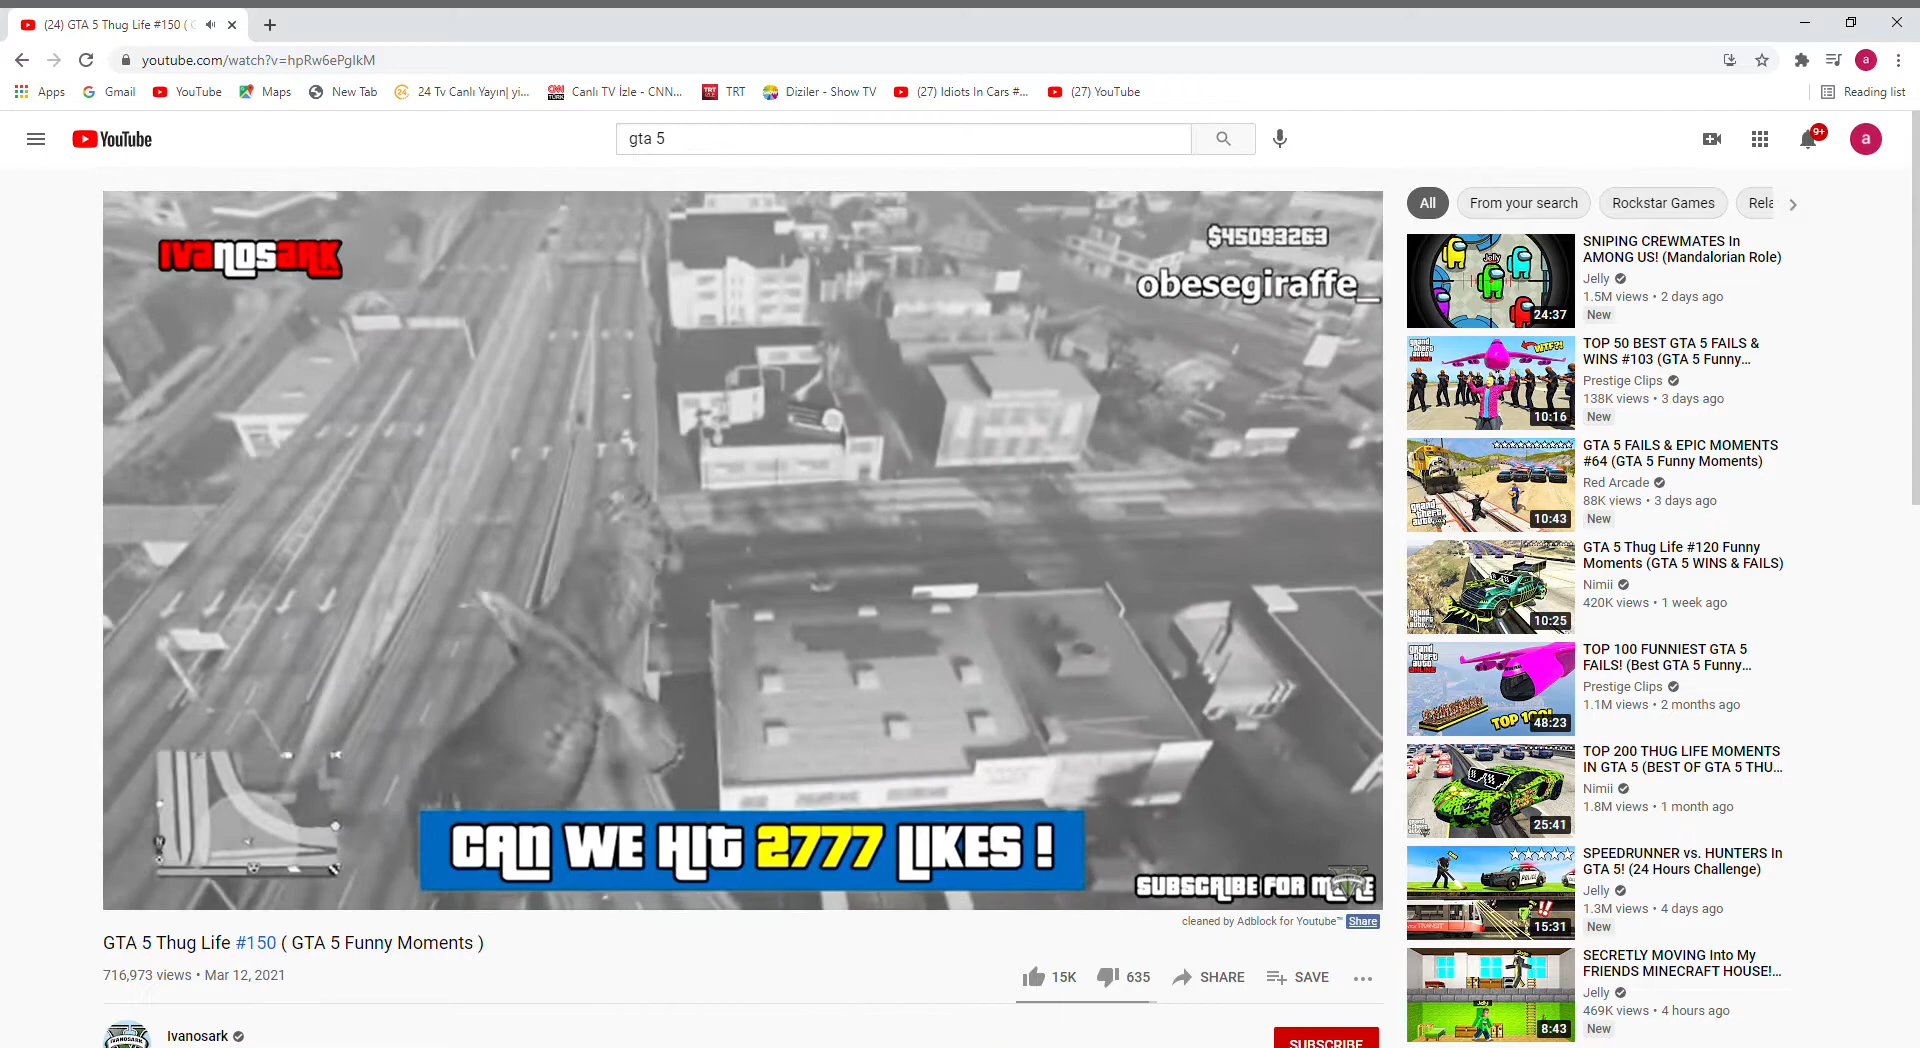 (24) GTA 5 Thug Life #150 (
youtube.com/watch?v=hpRw6ePglkM
Apps Gmail YouTube Maps New Tab 24 Tv Canlı Yayın| yi... Canlı TV İzle - CNN... TRT Diziler - Show TV (27) Idiots In Cars #... (27) YouTube Reading list
YouTube
gta 5
9+
a
IVANOSARK
$45093263
obesegiraffe_
CAN WE HIT 2777 LIKES !
SUBSCRIBE FOR MORE
cleaned by Adblock for Youtube™ Share
GTA 5 Thug Life #150 ( GTA 5 Funny Moments )
716,973 views • Mar 12, 2021
15K 635 SHARE SAVE
Ivanosark
SUBSCRIBE
All From your search Rockstar Games Rela
24:37
SNIPING CREWMATES In
AMONG US! (Mandalorian Role)
Jelly
1.5M views • 2 days ago
New
WTF?!
10:16
TOP 50 BEST GTA 5 FAILS &
WINS #103 (GTA 5 Funny...
Prestige Clips
138K views • 3 days ago
New
10:43
GTA 5 FAILS & EPIC MOMENTS
#64 (GTA 5 Funny Moments)
Red Arcade
88K views • 3 days ago
New
10:25
GTA 5 Thug Life #120 Funny
Moments (GTA 5 WINS & FAILS)
Nimii
420K views • 1 week ago
TOP 100!
48:23
TOP 100 FUNNIEST GTA 5
FAILS! (Best GTA 5 Funny...
Prestige Clips
1.1M views • 2 months ago
25:41
TOP 200 THUG LIFE MOMENTS
IN GTA 5 (BEST OF GTA 5 THU...
Nimii
1.8M views • 1 month ago
15:31
SPEEDRUNNER vs. HUNTERS In
GTA 5! (24 Hours Challenge)
Jelly
1.3M views • 4 days ago
New
8:43
SECRETLY MOVING Into My
FRIENDS MINECRAFT HOUSE!...
Jelly
469K views • 4 hours ago
New